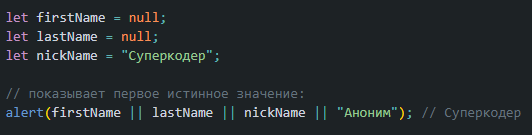 let firstName = null;
let lastName = null;
let nickName = "Суперкодер";
// показывает первое истинное значение:
alert(firstName || lastName || nickName || "Аноним"); // Суперкодер